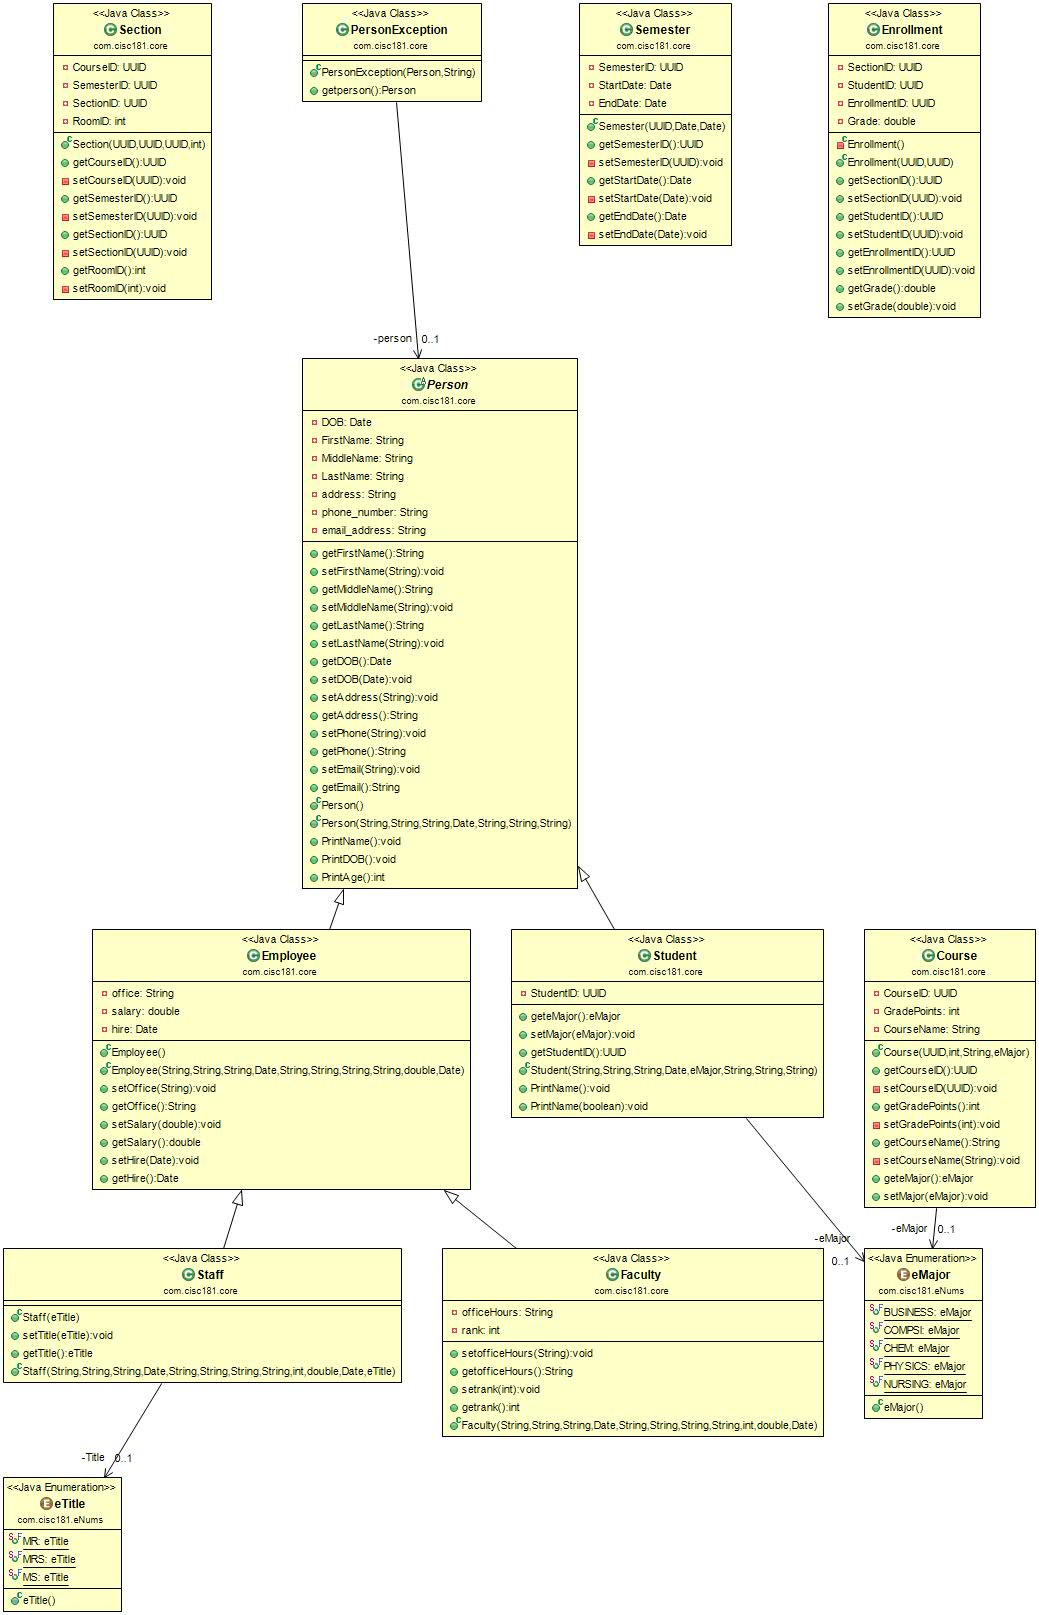 <<Java Class>>
Section
com.cisc181.core
CourseID: UUID
SemesterID: UUID
SectionID: UUID
RoomID: int
Section(UUID,UUID,UUID,int)
getCourseID():UUID
setCourseID(UUID):void
getSemesterID():UUID
setSemesterID(UUID):void
getSectionID():UUID
setSectionID(UUID):void
getRoomID():int
setRoomID(int):void
<<Java Class>>
PersonException
com.cisc181.core
PersonException(Person,String)
getperson():Person
<<Java Class>>
Semester
com.cisc181.core
SemesterID: UUID
StartDate: Date
EndDate: Date
Semester(UUID,Date,Date)
getSemesterID():UUID
setSemesterID(UUID):void
getStartDate():Date
setStartDate(Date):void
getEndDate():Date
setEndDate(Date):void
<<Java Class>>
Enrollment
com.cisc181.core
SectionID: UUID
StudentID: UUID
EnrollmentID: UUID
Grade: double
Enrollment()
Enrollment(UUID,UUID)
getSectionID():UUID
setSectionID(UUID):void
getStudentID():UUID
setStudentID(UUID):void
getEnrollmentID():UUID
setEnrollmentID(UUID):void
getGrade():double
setGrade(double):void
-person 0..1
<<Java Class>>
Person
com.cisc181.core
DOB: Date
FirstName: String
MiddleName: String
LastName: String
address: String
phone_number: String
email_address: String
getFirstName():String
setFirstName(String):void
getMiddleName():String
setMiddleName(String):void
getLastName():String
setLastName(String):void
getDOB():Date
setDOB(Date):void
setAddress(String):void
getAddress():String
setPhone(String):void
getPhone():String
setEmail(String):void
getEmail():String
Person()
Person(String,String,String,Date,String,String,String)
PrintName():void
PrintDOB():void
PrintAge():int
<<Java Class>>
Employee
com.cisc181.core
office: String
salary: double
hire: Date
Employee()
Employee(String,String,String,Date,String,String,String,String,double,Date)
setOffice(String):void
getOffice():String
setSalary(double):void
getSalary():double
setHire(Date):void
getHire():Date
<<Java Class>>
Student
com.cisc181.core
StudentID: UUID
geteMajor():eMajor
setMajor(eMajor):void
getStudentID():UUID
Student(String,String,String,Date,eMajor,String,String,String)
PrintName():void
PrintName(boolean):void
<<Java Class>>
Course
com.cisc181.core
CourseID: UUID
GradePoints: int
CourseName: String
Course(UUID,int,String,eMajor)
getCourseID():UUID
setCourseID(UUID):void
getGradePoints():int
setGradePoints(int):void
getCourseName():String
setCourseName(String):void
geteMajor():eMajor
setMajor(eMajor):void
-eMajor 0..1
-eMajor
0..1
<<Java Class>>
Staff
com.cisc181.core
Staff(eTitle)
setTitle(eTitle):void
getTitle():eTitle
Staff(String,String,String,Date,String,String,String,String,int,double,Date,eTitle)
<<Java Class>>
Faculty
com.cisc181.core
officeHours: String
rank: int
setofficeHours(String):void
getofficeHours():String
setrank(int):void
getrank():int
Faculty(String,String,String,Date,String,String,String,String,int,double,Date)
<<Java Enumeration>>
eMajor
com.cisc181.eNums
BUSINESS: eMajor
COMPSI: eMajor
CHEM: eMajor
PHYSICS: eMajor
NURSING: eMajor
eMajor()
-Title 0..1
<<Java Enumeration>>
eTitle
com.cisc181.eNums
MR: eTitle
MRS: eTitle
MS: eTitle
eTitle()